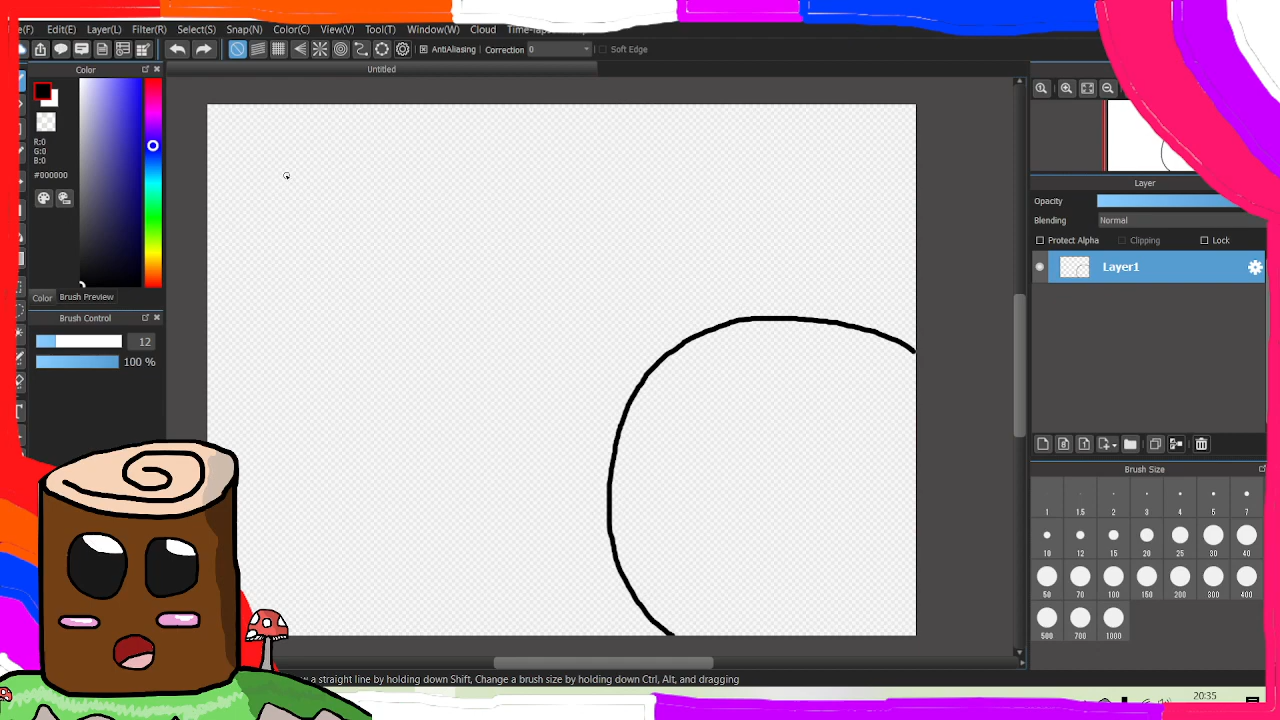 (F) Edit(E) Layer(L) Filter(R) Select(S) Snap(N) Color(C) View(V) Tool(T) Window(W) Cloud
AntiAliasing Correction 0 Soft Edge
Color
Untitled
R:0
G:0
B:0
#000000
Color Brush Preview
Brush Control
12
100 %
Layer
Opacity
Blending Normal
Protect Alpha Clipping Lock
Layer1
Brush Size
1 1.5 2 3 4 5 7
10 12 15 20 25 30 40
50 70 100 150 200 300 400
500 700 1000
a straight line by holding down Shift, Change a brush size by holding down Ctrl, Alt, and dragging
20:35